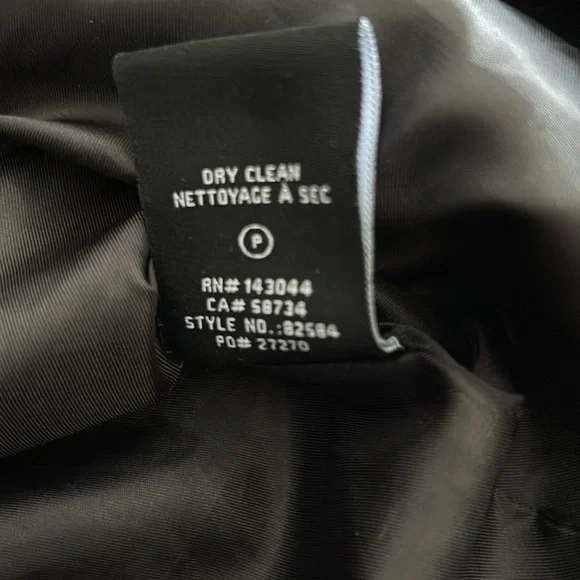 DRY CLEAN
NETTOYAGE À SEC
P
RN# 143044
CA# 58734
STYLE NO.:82584
PO# 27270